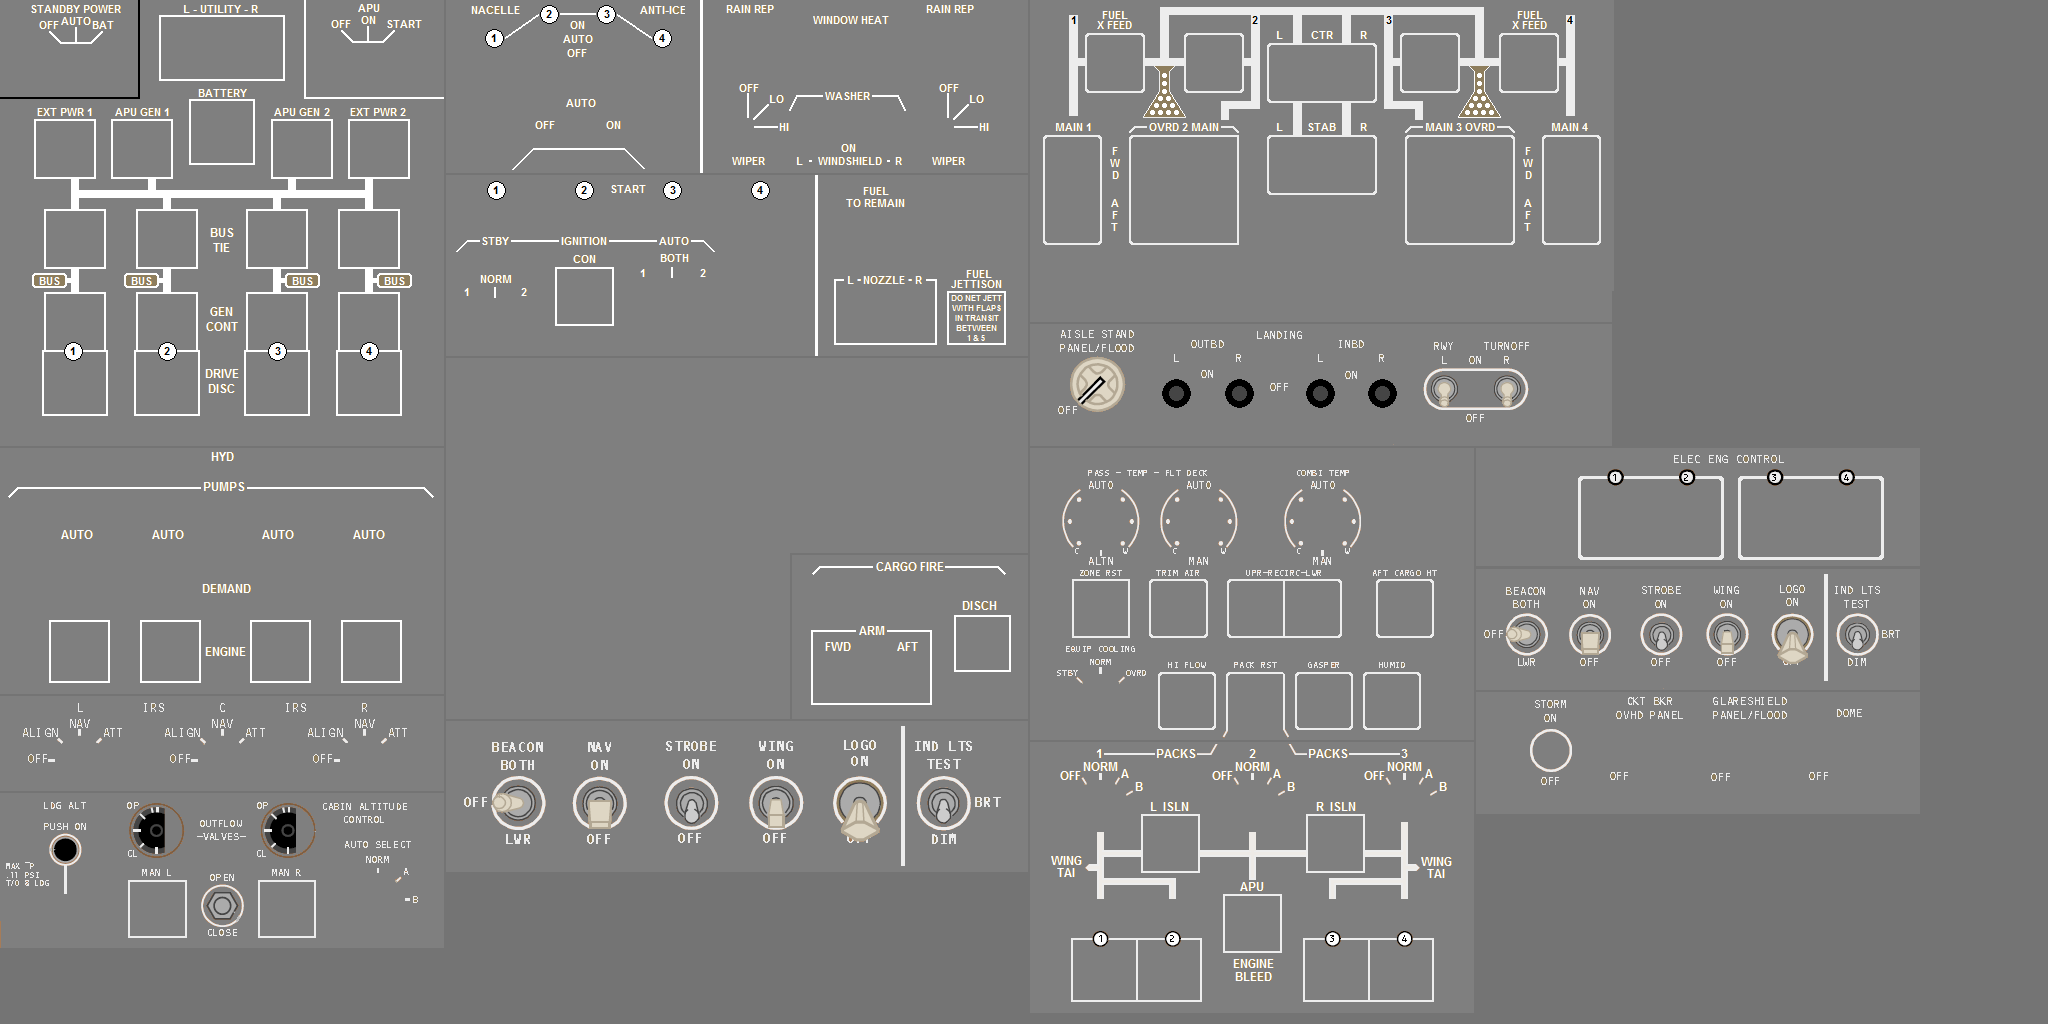 STANDBY POWER
OFF AUTO BAT
L - UTILITY - R
APU
OFF ON START
BATTERY
EXT PWR 1 APU GEN 1 APU GEN 2 EXT PWR 2
BUS
TIE
BUS BUS BUS BUS
GEN
CONT
1 2 3 4
DRIVE
DISC
HYD
PUMPS
AUTO AUTO AUTO AUTO
DEMAND
ENGINE
L IRS C IRS R
NAV NAV NAV
ALIGN ATT ALIGN ATT ALIGN ATT
OFF OFF OFF
LDG ALT
PUSH ON
MAX TP
.11 PSI
T/O & LDG
OP OP
CL CL
OUTFLOW
VALVES
CABIN ALTITUDE
CONTROL
AUTO SELECT
NORM
A
B
MAN L OPEN MAN R
CLOSE
NACELLE 2 3 ANTI-ICE
1 4
ON
AUTO
OFF
AUTO
OFF ON
RAIN REP WINDOW HEAT RAIN REP
OFF LO HI
WASHER
OFF LO HI
ON
WIPER L - WINDSHIELD - R WIPER
1 2 START 3 4
STBY IGNITION AUTO
CON BOTH
1 2
NORM
1 2
FUEL
TO REMAIN
L - NOZZLE - R
FUEL
JETTISON
DO NET JETT
WITH FLAPS
IN TRANSIT
BETWEEN
1 & 5
CARGO FIRE
DISCH
ARM
FWD AFT
BEACON NAV STROBE WING LOGO IND LTS
BOTH ON ON ON ON TEST
OFF BRT
LWR OFF OFF OFF DIM
1 FUEL
X FEED
2 3
FUEL
X FEED 4
L CTR R
MAIN 1 OVRD 2 MAIN L STAB R MAIN 3 OVRD MAIN 4
FWD FWD
AFT AFT
AISLE STAND
PANEL/FLOOD
OFF
LANDING
OUTBD INBD
L R L R
ON OFF ON
RWY TURNOFF
L ON R
OFF
PASS - TEMP - FLT DECK COMBI TEMP
AUTO AUTO AUTO
C W C W C W
ALTN MAN MAN
ZONE RST TRIM AIR UPR-RECIRC-LWR AFT CARGO HT
EQUIP COOLING
NORM
STBY OVRD
HI FLOW PACK RST GASPER HUMID
1 PACKS 2 PACKS 3
OFF NORM A B OFF NORM A B OFF NORM A B
L ISLN R ISLN
WING
TAI
WING
TAI
APU
1 2 3 4
ENGINE
BLEED
ELEC ENG CONTROL
1 2 3 4
BEACON NAV STROBE WING LOGO IND LTS
BOTH ON ON ON ON TEST
OFF BRT
LWR OFF OFF OFF DIM
STORM
ON
OFF
CKT BKR
OVHD PANEL
OFF
GLARESHIELD
PANEL/FLOOD
OFF
DOME
OFF